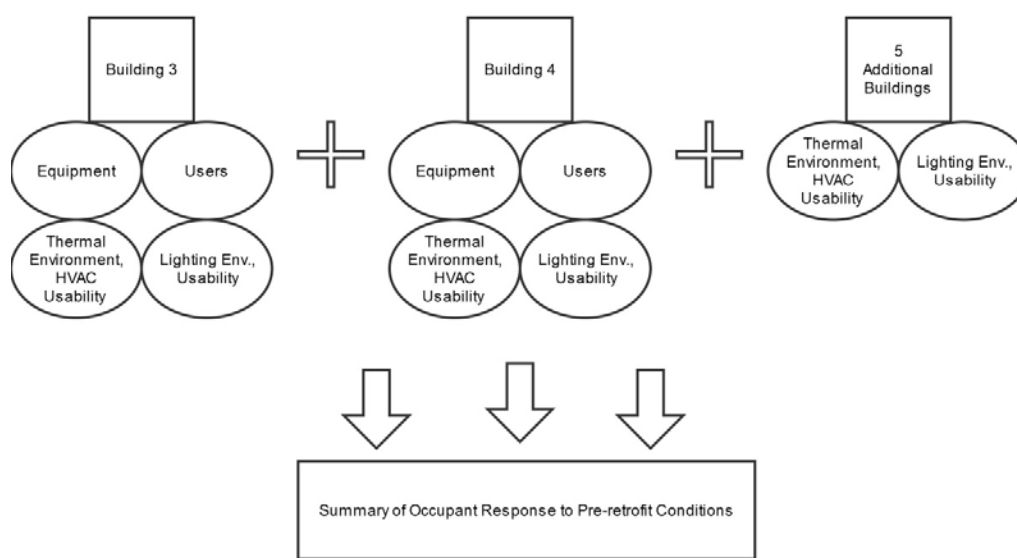 Building 3
Equipment
Users
Thermal
Environment,
HVAC
Usability
Lighting Env.,
Usability
Building 4
Equipment
Users
Thermal
Environment,
HVAC
Usability
Lighting Env.,
Usability
5
Additional
Buildings
Thermal
Environment,
HVAC
Usability
Lighting Env.,
Usability
Summary of Occupant Response to Pre-retrofit Conditions